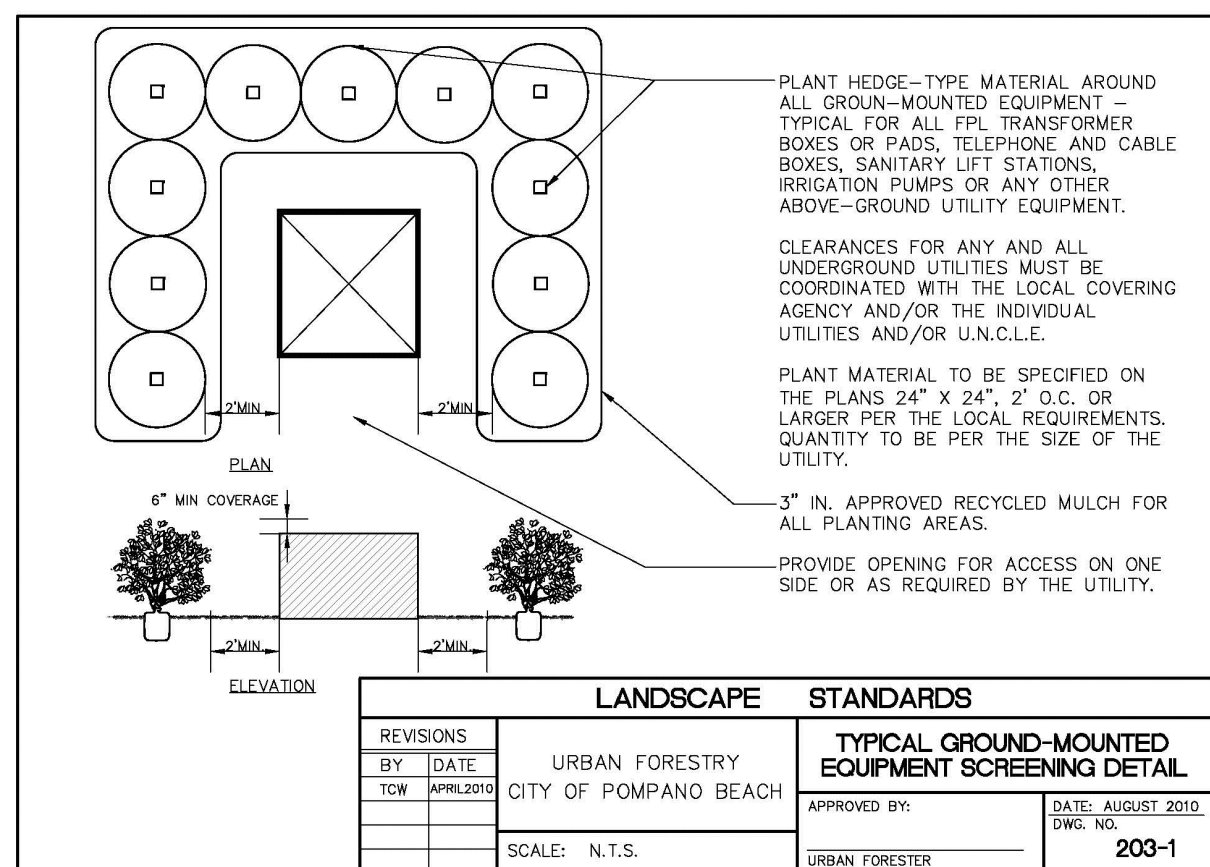 PLANT HEDGE-TYPE MATERIAL AROUND
ALL GROUN-MOUNTED EQUIPMENT -
TYPICAL FOR ALL FPL TRANSFORMER
BOXES OR PADS, TELEPHONE AND CABLE
BOXES, SANITARY LIFT STATIONS,
IRRIGATION PUMPS OR ANY OTHER
ABOVE-GROUND UTILITY EQUIPMENT.
CLEARANCES FOR ANY AND ALL
UNDERGROUND UTILITIES MUST BE
COORDINATED WITH THE LOCAL COVERING
AGENCY AND/OR THE INDIVIDUAL
UTILITIES AND/OR U.N.C.L.E.
PLANT MATERIAL TO BE SPECIFIED ON
THE PLANS 24" X 24", 2' O.C. OR
LARGER PER THE LOCAL REQUIREMENTS.
QUANTITY TO BE PER THE SIZE OF THE
UTILITY.
3" IN. APPROVED RECYCLED MULCH FOR
ALL PLANTING AREAS.
PROVIDE OPENING FOR ACCESS ON ONE
SIDE OR AS REQUIRED BY THE UTILITY.
2'MIN. 2'MIN.
PLAN
6" MIN COVERAGE
2'MIN. 2'MIN.
ELEVATION
LANDSCAPE STANDARDS
REVISIONS
BY DATE
TCW APRIL2010
URBAN FORESTRY
CITY OF POMPANO BEACH
SCALE: N.T.S.
TYPICAL GROUND-MOUNTED
EQUIPMENT SCREENING DETAIL
APPROVED BY:
URBAN FORESTER
DATE: AUGUST 2010
DWG. NO.
203-1